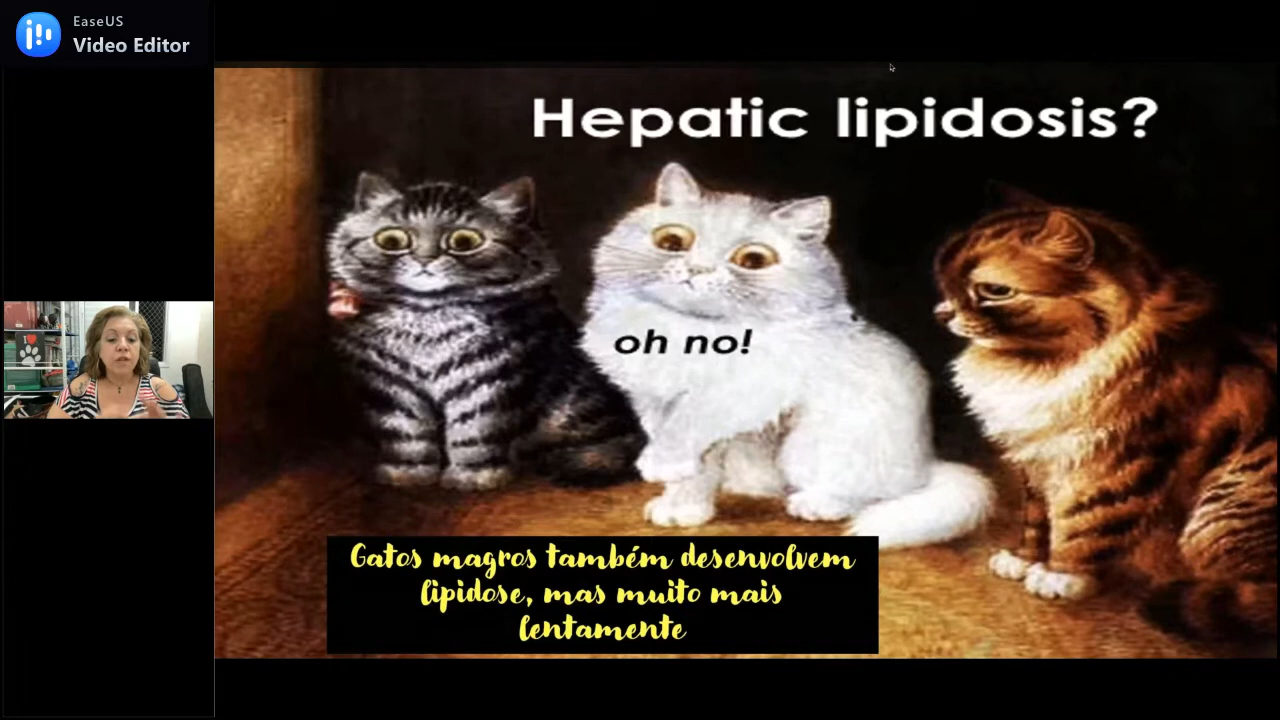 EaseUS
Video Editor
Hepatic lipidosis?
oh no!
Gatos magros também desenvolvem
lipidose, mas muito mais
lentamente